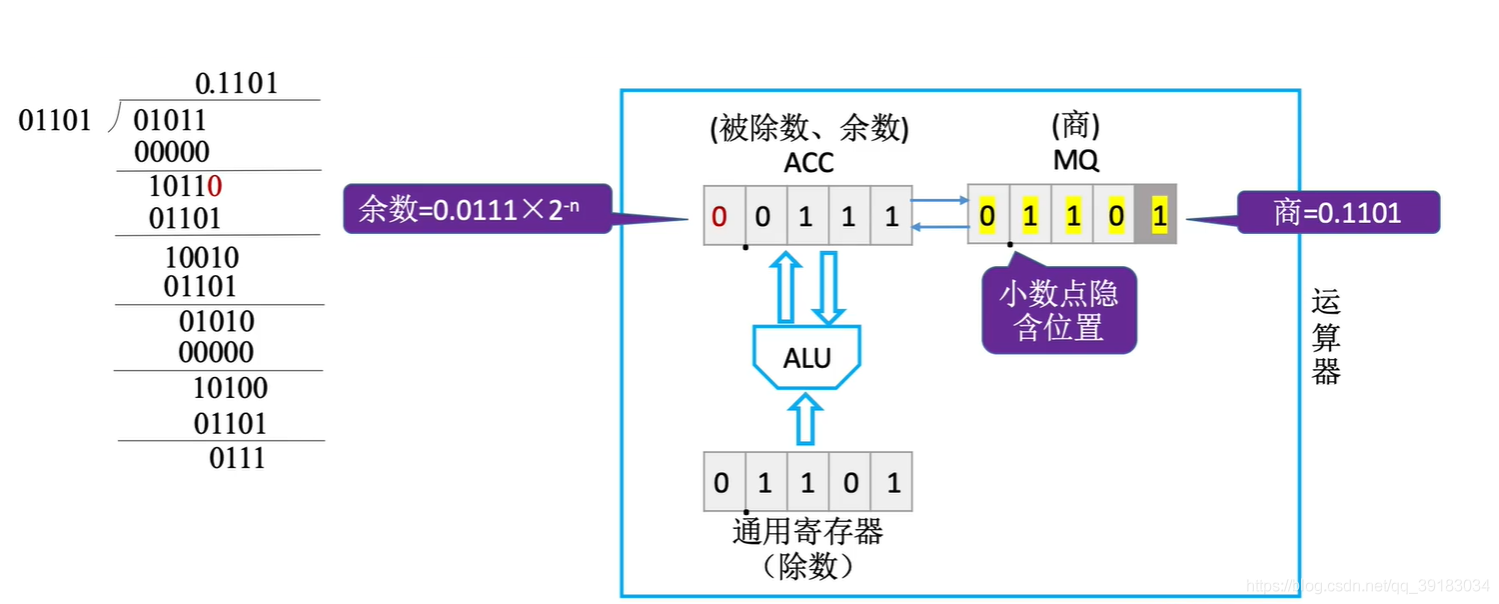 0.1101
01101
01011
00000
10110
01101
10010
01101
01010
00000
10100
01101
0111
余数=0.0111×2-n
(被除数、余数)
ACC
0 0 1 1 1
(商)
MQ
0 1 1 0 1
商=0.1101
小数点隐
含位置
ALU
0 1 1 0 1
通用寄存器
（除数）
运
算
器
https://blog.csdn.net/qq_39183034